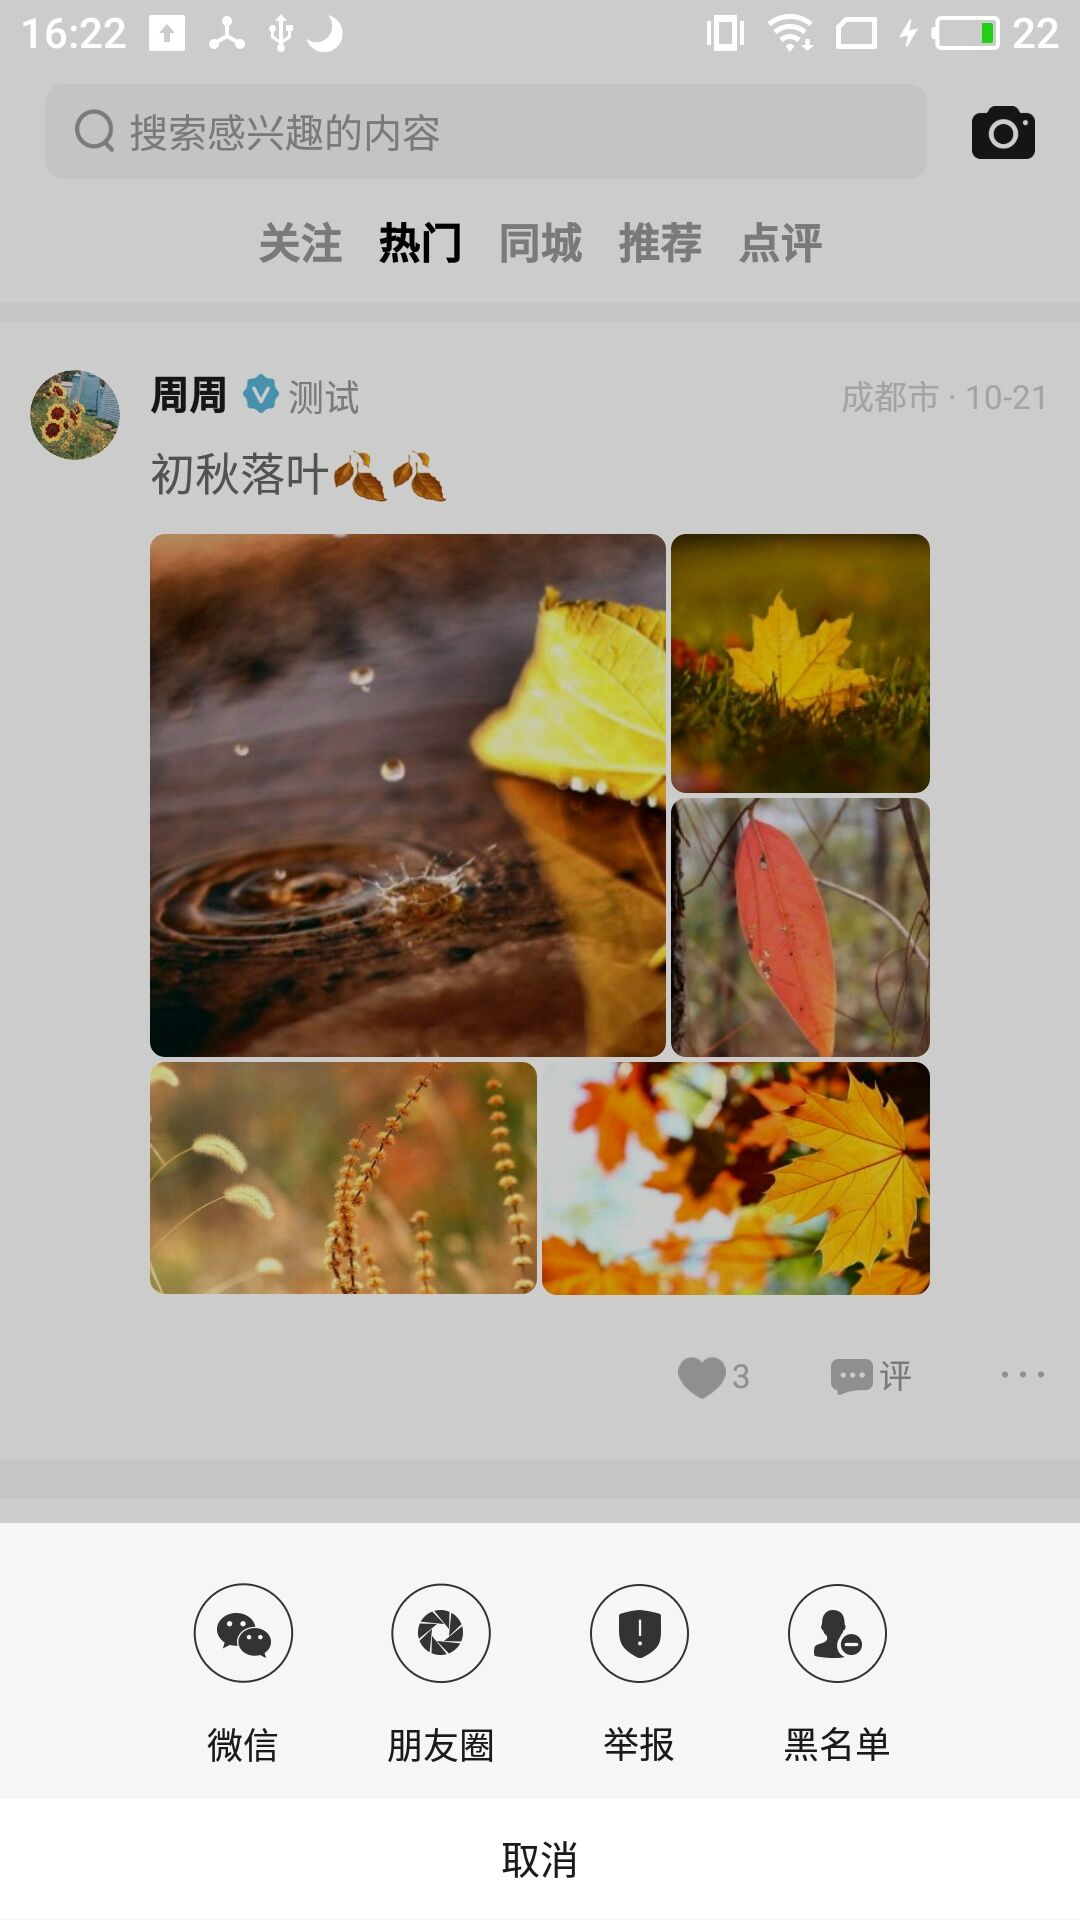 16:22
22
搜索感兴趣的内容
关注 热门 同城 推荐 点评
周周 测试
成都市 · 10-21
初秋落叶🍂🍂
3
评
微信 朋友圈 举报 黑名单
取消